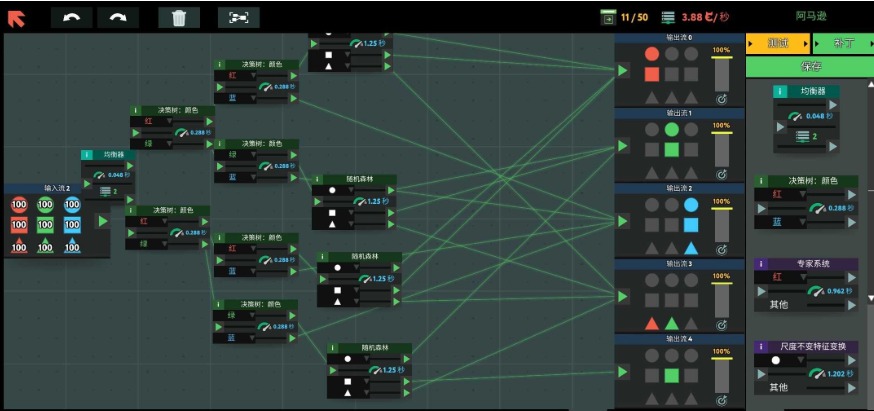 11/50
3.88 ₾/秒
阿马逊
测试
补丁
保存
均衡器
0.048 秒
2
决策树：颜色
红
0.288 秒
蓝
专家系统
红
0.962 秒
其他
尺度不变特征变换
1.202 秒
其他
输出流 0
100%
输出流 1
100%
输出流 2
100%
输出流 3
100%
输出流 4
100%
1.25 秒
决策树：颜色
红
0.288 秒
蓝
决策树：颜色
红
0.288 秒
绿
决策树：颜色
绿
0.288 秒
蓝
均衡器
0.048 秒
2
输入流 2
100 100 100
100 100 100
100 100 100
决策树：颜色
红
0.288 秒
绿
随机森林
1.25 秒
决策树：颜色
红
0.288 秒
蓝
随机森林
1.25 秒
决策树：颜色
绿
0.288 秒
蓝
随机森林
1.25 秒